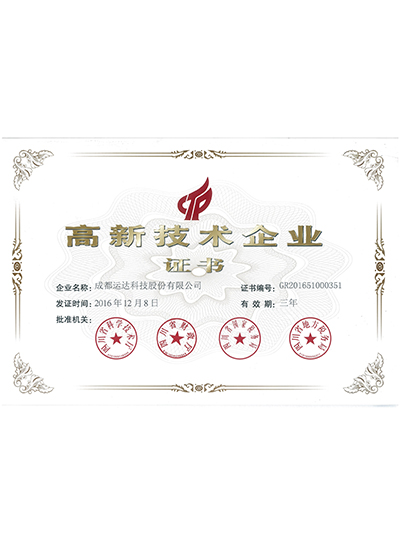 高新技术企业
证书
企业名称：成都运达科技股份有限公司
证书编号：GR201651000351
发证时间：2016年12月8日
有效期：三年
批准机关：
四川省科学技术厅
四川省财政厅
四川省国家税务局
四川省地方税务局